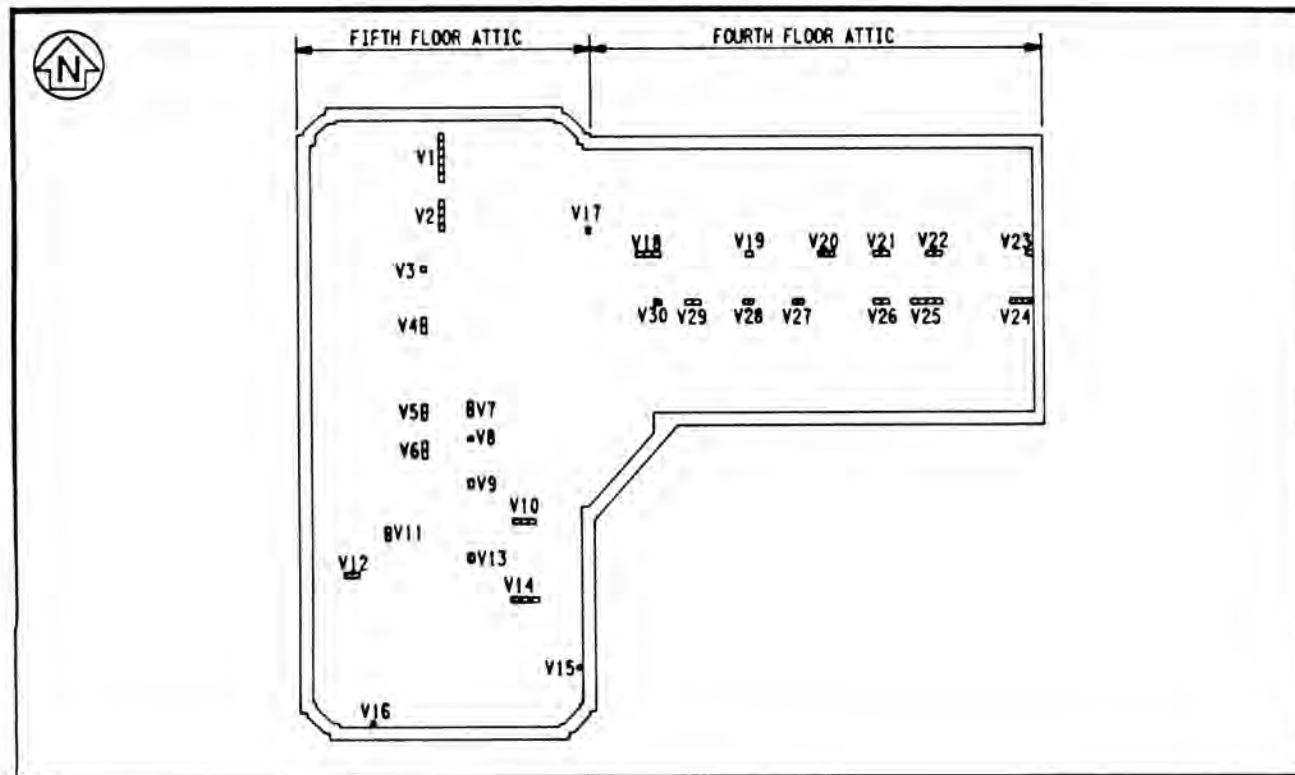 N
FIFTH FLOOR ATTIC
FOURTH FLOOR ATTIC
V1
V2
V17
V18
V19
V20
V21
V22
V23
V3
V4
V30
V29
V28
V27
V26
V25
V24
V5
V7
V6
V8
V9
V10
V11
V12
V13
V14
V15
V16